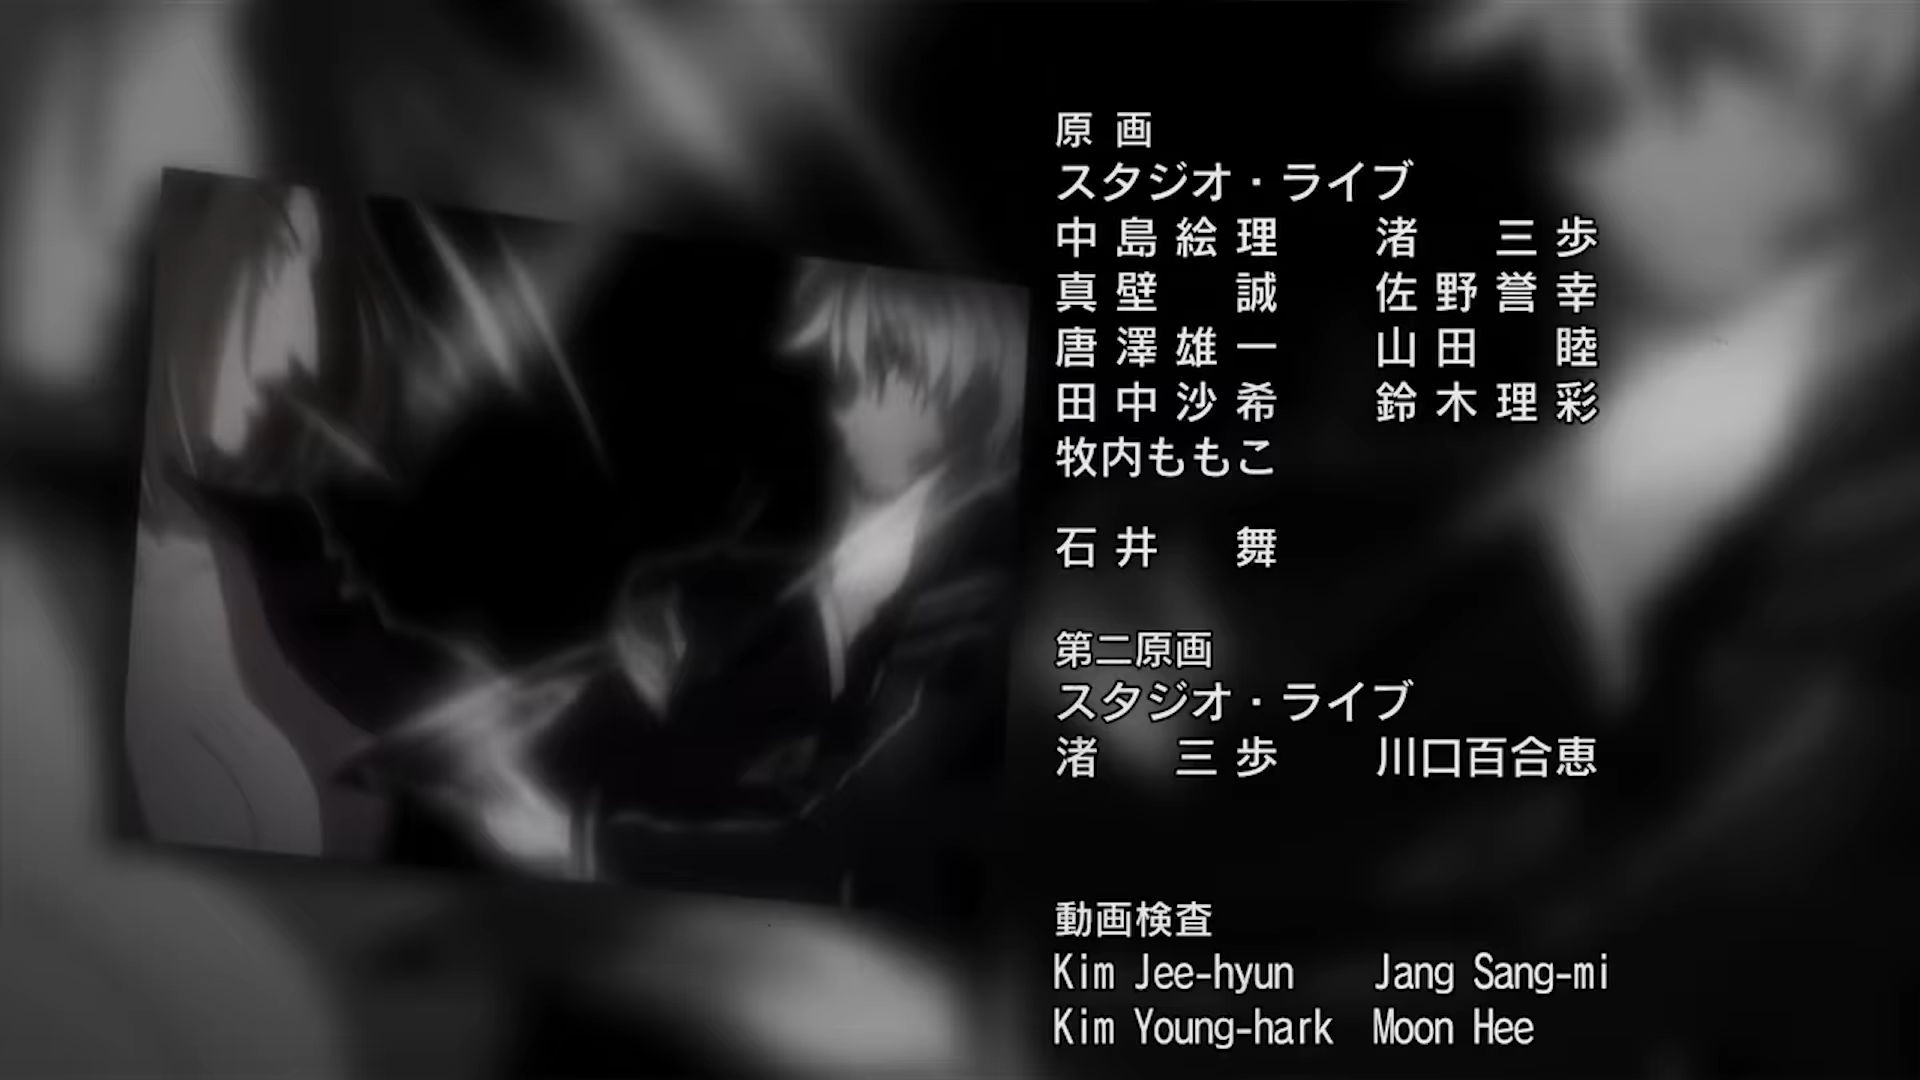 原画
スタジオ・ライブ
中島絵理 渚三歩
真壁誠 佐野誉幸
唐澤雄一 山田睦
田中沙希 鈴木理彩
牧内ももこ
石井舞
第二原画
スタジオ・ライブ
渚三歩 川口百合恵
動画検査
Kim Jee-hyun Jang Sang-mi
Kim Young-hark Moon Hee